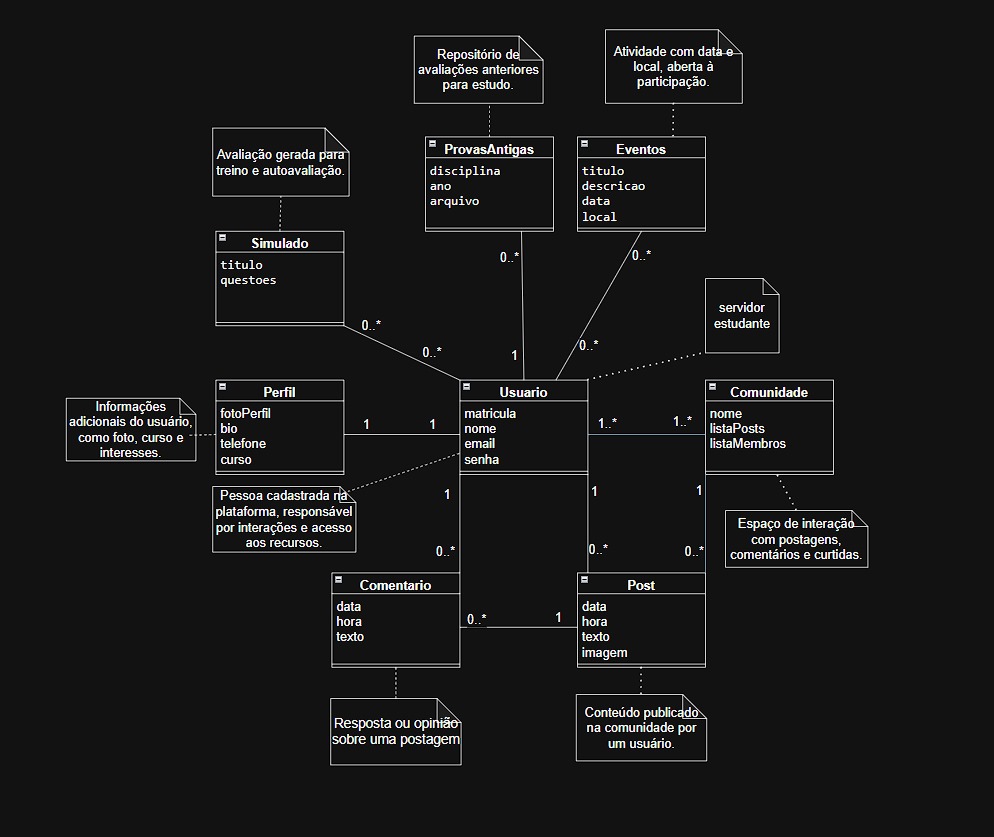 Repositório de
avaliações anteriores
para estudo.
Atividade com data e
local, aberta à
participação.
Avaliação gerada para
treino e autoavaliação.
ProvasAntigas
disciplina
ano
arquivo
Eventos
titulo
descricao
data
local
Simulado
titulo
questoes
0..*
0..*
servidor
estudante
0..*
0..*
1
0..*
Informações
adicionais do usuário,
como foto, curso e
interesses.
Perfil
fotoPerfil
bio
telefone
curso
1
1
Usuario
matricula
nome
email
senha
1..*
1..*
Comunidade
nome
listaPosts
listaMembros
Pessoa cadastrada na
plataforma, responsável
por interações e acesso
aos recursos.
1
1
1
0..*
0..*
0..*
Espaço de interação
com postagens,
comentários e curtidas.
Comentario
data
hora
texto
0..*
1
Post
data
hora
texto
imagem
Resposta ou opinião
sobre uma postagem
Conteúdo publicado
na comunidade por
um usuário.